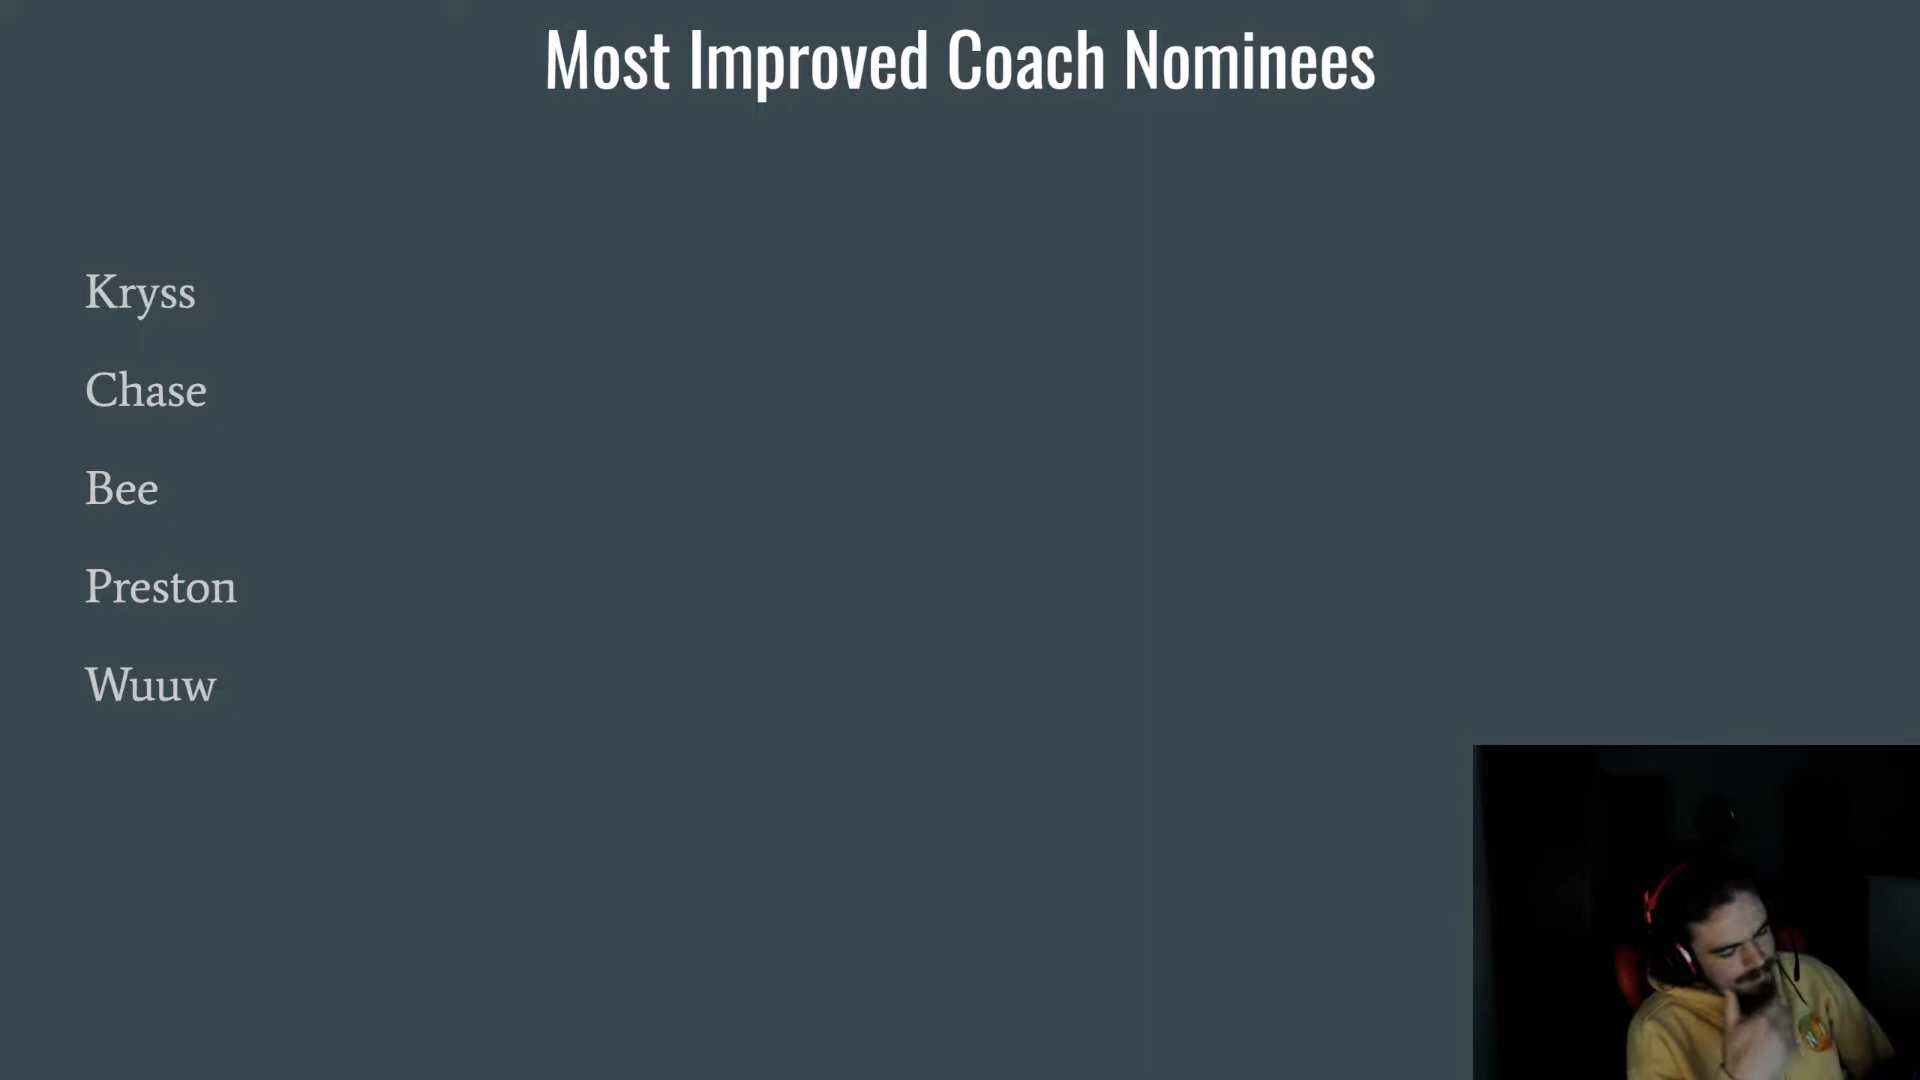 Most Improved Coach Nominees
Kryss
Chase
Bee
Preston
Wuuw